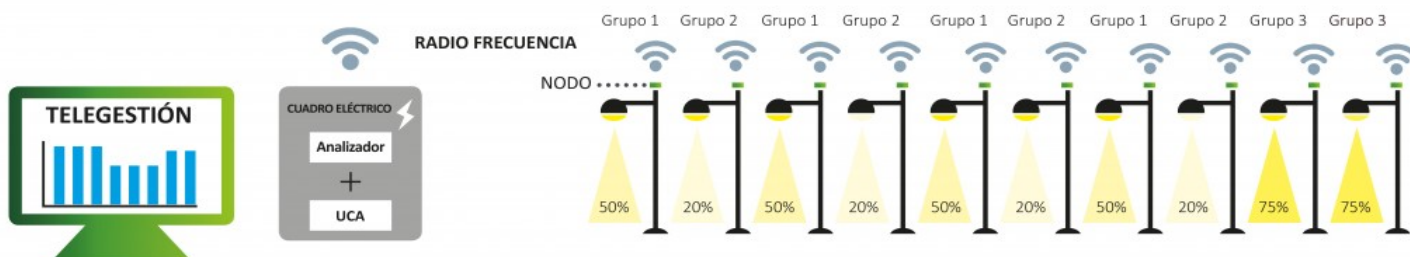 Grupo 1 Grupo 2 Grupo 1 Grupo 2 Grupo 1 Grupo 2 Grupo 1 Grupo 2 Grupo 3 Grupo 3
RADIO FRECUENCIA
NODO
TELEGESTIÓN
CUADRO ELÉCTRICO
Analizador
+
UCA
50% 20% 50% 20% 50% 20% 50% 20% 75% 75%